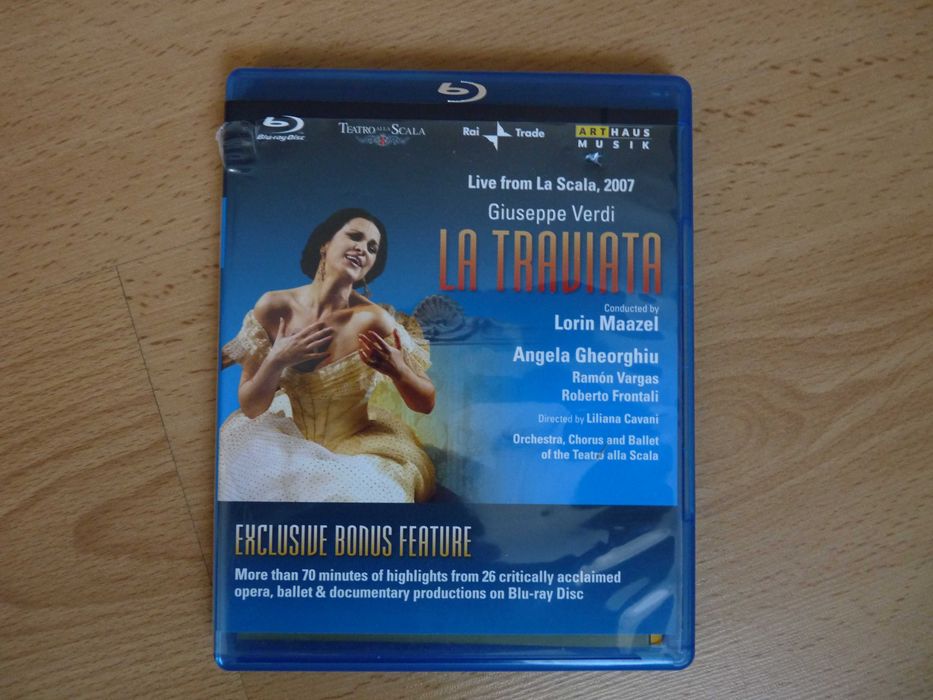 Blu-ray Disc
TEATRO ALLA SCALA
Rai Trade
ARTHAUS
MUSIK
Live from La Scala, 2007
Giuseppe Verdi
LA TRAVIATA
Conducted by
Lorin Maazel
Angela Gheorghiu
Ramón Vargas
Roberto Frontali
Directed by Liliana Cavani
Orchestra, Chorus and Ballet
of the Teatro alla Scala
EXCLUSIVE BONUS FEATURE
More than 70 minutes of highlights from 26 critically acclaimed
opera, ballet & documentary productions on Blu-ray Disc